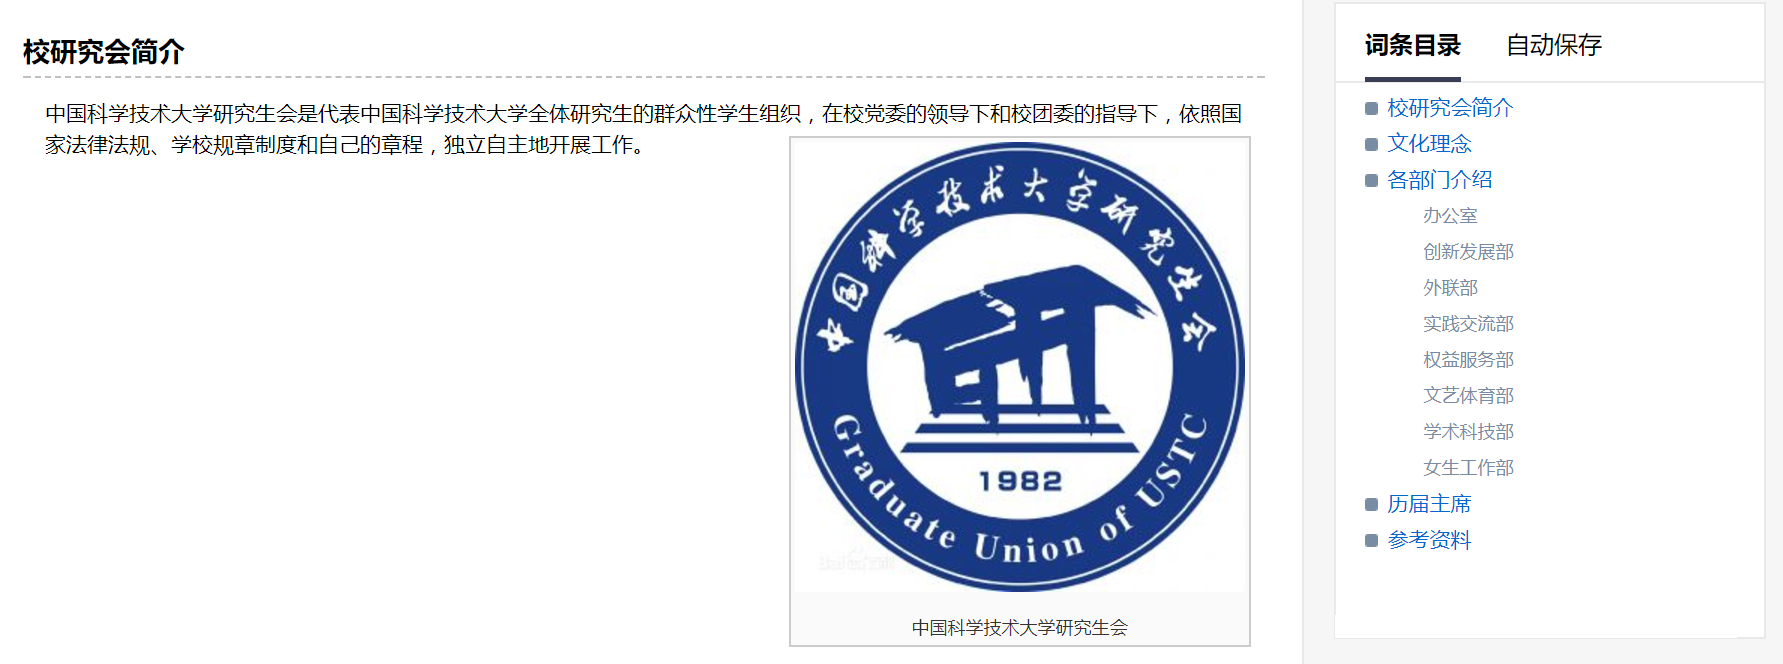 校研究会简介
中国科学技术大学研究生会是代表中国科学技术大学全体研究生的群众性学生组织，在校党委的领导下和校团委的指导下，依照国
家法律法规、学校规章制度和自己的章程，独立自主地开展工作。
中国科学技术大学研究生会
1982
Graduate Union of USTC
中国科学技术大学研究生会
词条目录 自动保存
校研究会简介
文化理念
各部门介绍
办公室
创新发展部
外联部
实践交流部
权益服务部
文艺体育部
学术科技部
女生工作部
历届主席
参考资料